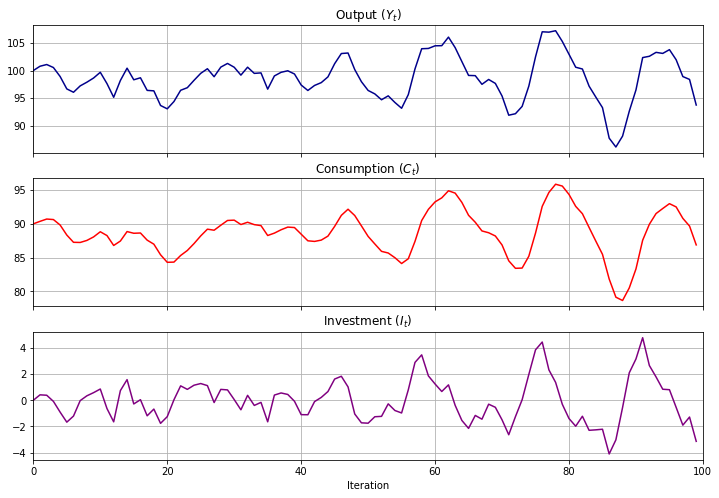 Output (Y_t)
105
100
95
90
Consumption (C_t)
95
90
85
80
Investment (I_t)
4
2
0
−2
−4
0 20 40 60 80 100
Iteration